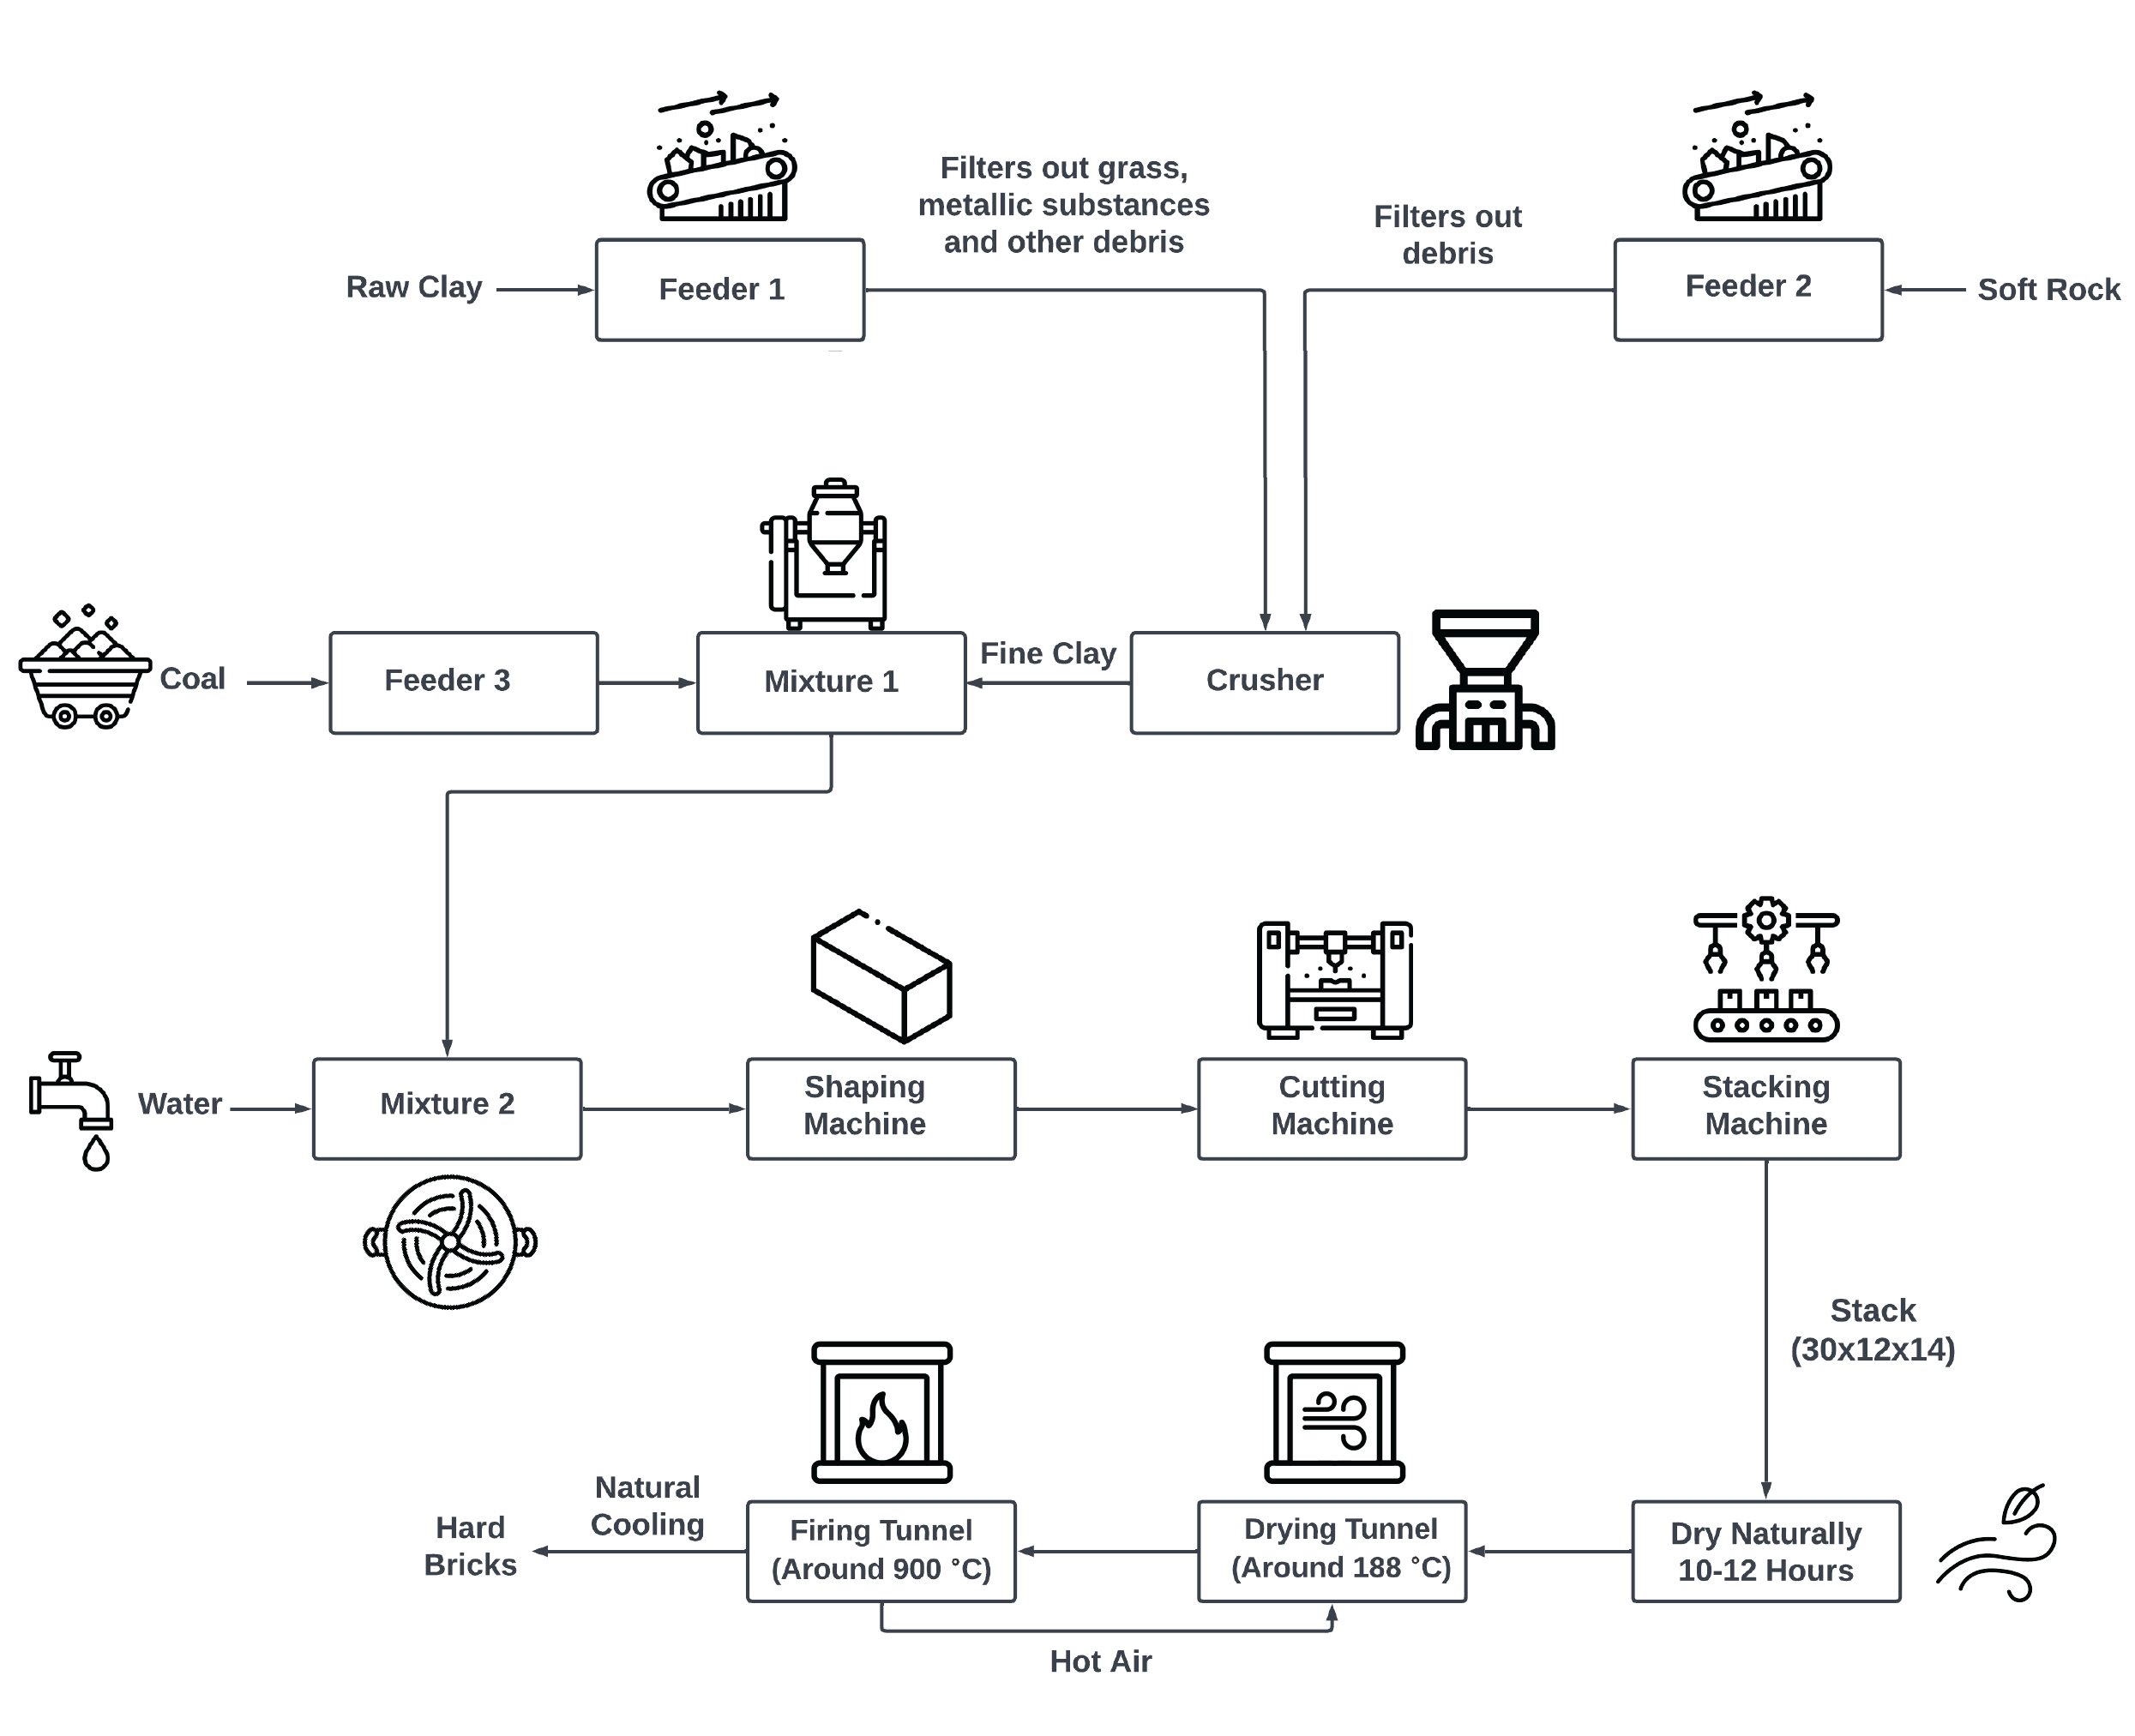 Filters out grass,
metallic substances
and other debris
Filters out
debris
Raw Clay
Feeder 1
Feeder 2
Soft Rock
Coal
Feeder 3
Mixture 1
Fine Clay
Crusher
Water
Mixture 2
Shaping
Machine
Cutting
Machine
Stacking
Machine
Stack
(30x12x14)
Hard
Bricks
Natural
Cooling
Firing Tunnel
(Around 900 °C)
Drying Tunnel
(Around 188 °C)
Dry Naturally
10-12 Hours
Hot Air